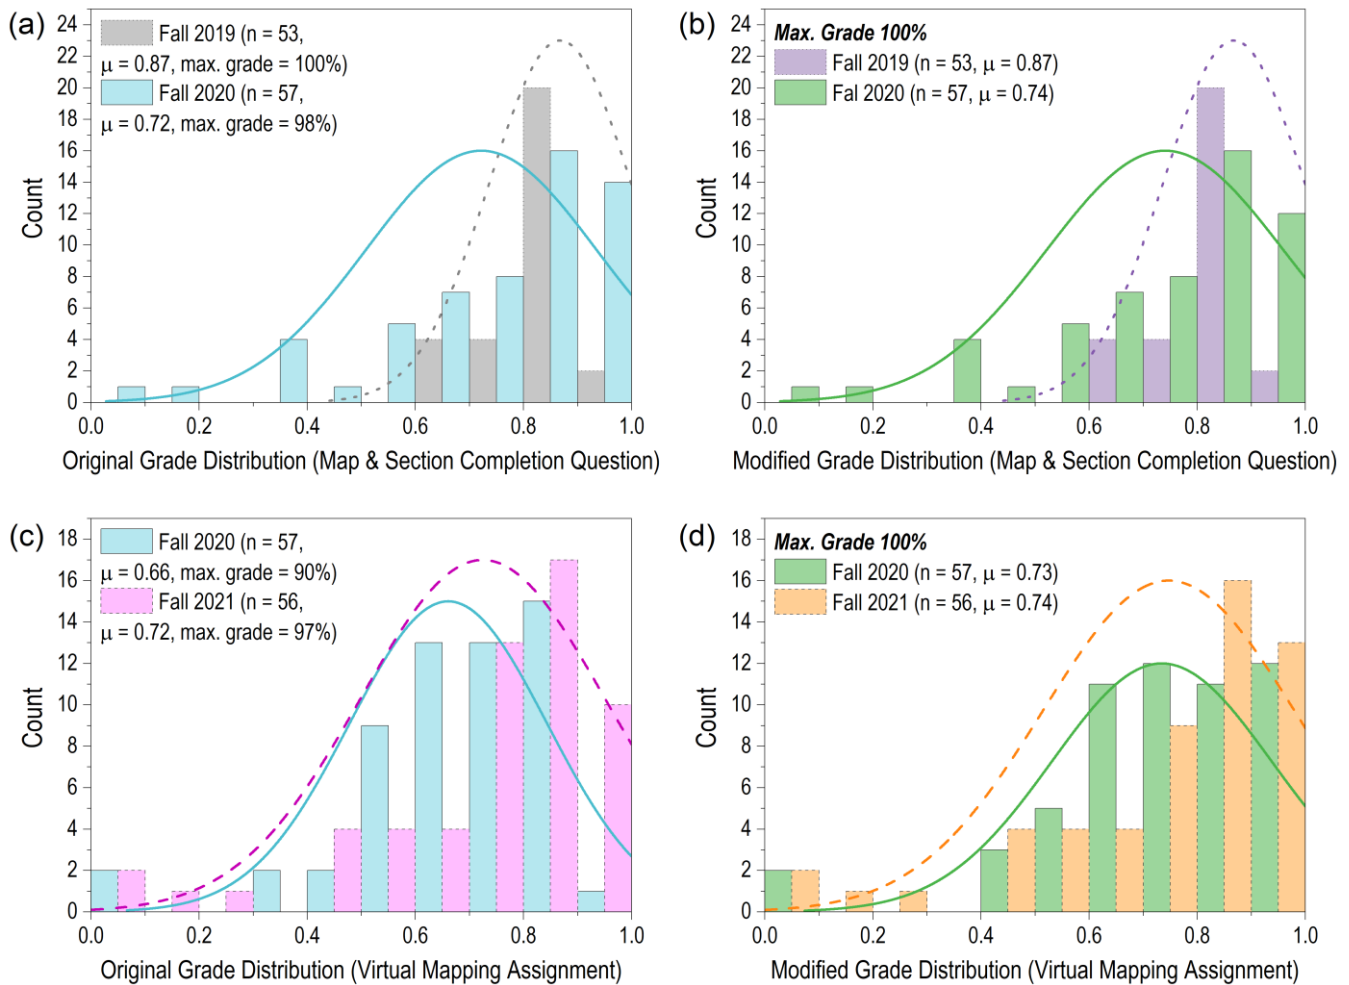 (a)
24
22
20
18
16
14
12
10
8
6
4
2
0
Count
Fall 2019 (n = 53,
μ = 0.87, max. grade = 100%)
Fall 2020 (n = 57,
μ = 0.72, max. grade = 98%)
0.0 0.2 0.4 0.6 0.8 1.0
Original Grade Distribution (Map & Section Completion Question)
(b)
24
22
20
18
16
14
12
10
8
6
4
2
0
Count
Max. Grade 100%
Fall 2019 (n = 53, μ = 0.87)
Fal 2020 (n = 57, μ = 0.74)
0.0 0.2 0.4 0.6 0.8 1.0
Modified Grade Distribution (Map & Section Completion Question)
(c)
18
16
14
12
10
8
6
4
2
0
Count
Fall 2020 (n = 57,
μ = 0.66, max. grade = 90%)
Fall 2021 (n = 56,
μ = 0.72, max. grade = 97%)
0.0 0.2 0.4 0.6 0.8 1.0
Original Grade Distribution (Virtual Mapping Assignment)
(d)
18
16
14
12
10
8
6
4
2
0
Count
Max. Grade 100%
Fall 2020 (n = 57, μ = 0.73)
Fall 2021 (n = 56, μ = 0.74)
0.0 0.2 0.4 0.6 0.8 1.0
Modified Grade Distribution (Virtual Mapping Assignment)